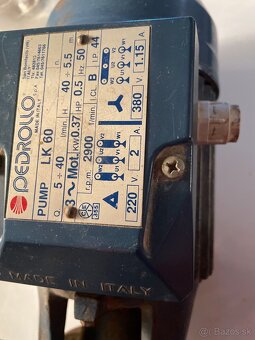 PEDROLLO
MADE IN ITALY
PUMP LK 60
Q 5 ÷ 40 l/min H 40 ÷ 5.5 m
3 ~ Mot. KW 0.37 HP 0.5 Hz 50
r.p.m. 2900 I.CL B IP 44
220 V 2 A 380 V 1.15 A
MADE IN ITALY
bazos.sk